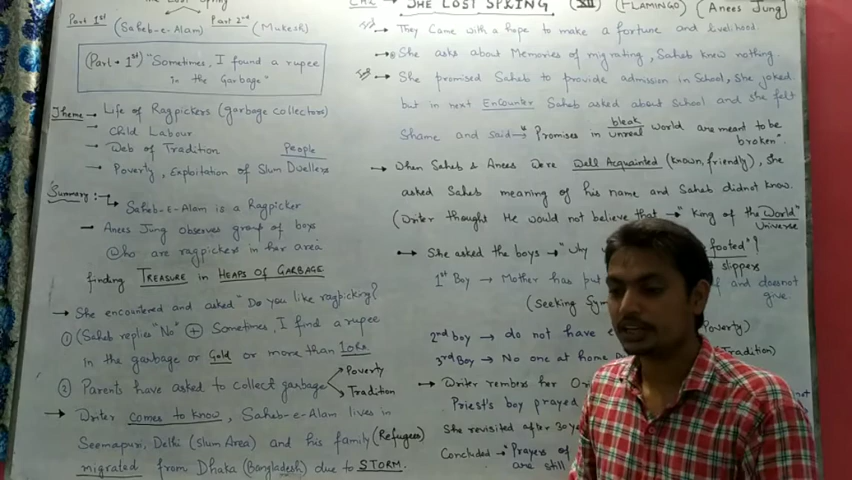 The Lost Spring
Part 1st (Saheb-e-Alam) Part 2nd (Mukesh)
(Part-1st) "Sometimes, I found a rupee
In the Garbage"
Theme → Life of Ragpickers (garbage collectors)
→ Child Labour
→ Web of Tradition People
→ Poverty, Exploitation of Slum Dwellers
Summary :→ Saheb-E-Alam is a Ragpicker
→ Anees Jung observes group of boys
Who are ragpickers in her area
finding TREASURE in HEAPS OF GARBAGE
→ She encountered and asked "Do you like ragpicking?
① (Saheb replies "No" ⊕ Sometimes, I find a rupee
In the garbage or Gold or more than 10Rs
② Parents have asked to collect garbage Poverty
Tradition
→ Writer comes to know, Saheb-e-Alam lives in
Seemapuri, Delhi (Slum Area) and his family (Refugees)
migrated from Dhaka (Bangladesh) due to STORM.
THE LOST SPRING (XII) (FLAMINGO) (Anees Jung)
→ They Came with a hope to make a fortune and livelihood.
→ She asks about Memories of migrating, Saheb knew nothing.
→ She promised Saheb to provide admission in School, She joked.
but in next Encounter Saheb asked about School and she felt
Shame and said → "Promises in bleak
unreal world are meant to be
broken".
→ When Saheb & Anees Were Well Acquainted (known, friendly), She
asked Saheb meaning of his name and Saheb didnot know.
(Writer thought He would not believe that → "King of the World"
Universe
→ She asked the boys → "Why footed"?
slippers
1st Boy → Mother has put and doesnot
give
(Seeking
2nd boy → do not have Poverty)
3rd Boy → No one at home Tradition)
→ Writer rembers her
Priest's boy prayed not
She revisited after 30
Concluded → "Prayers of
are still